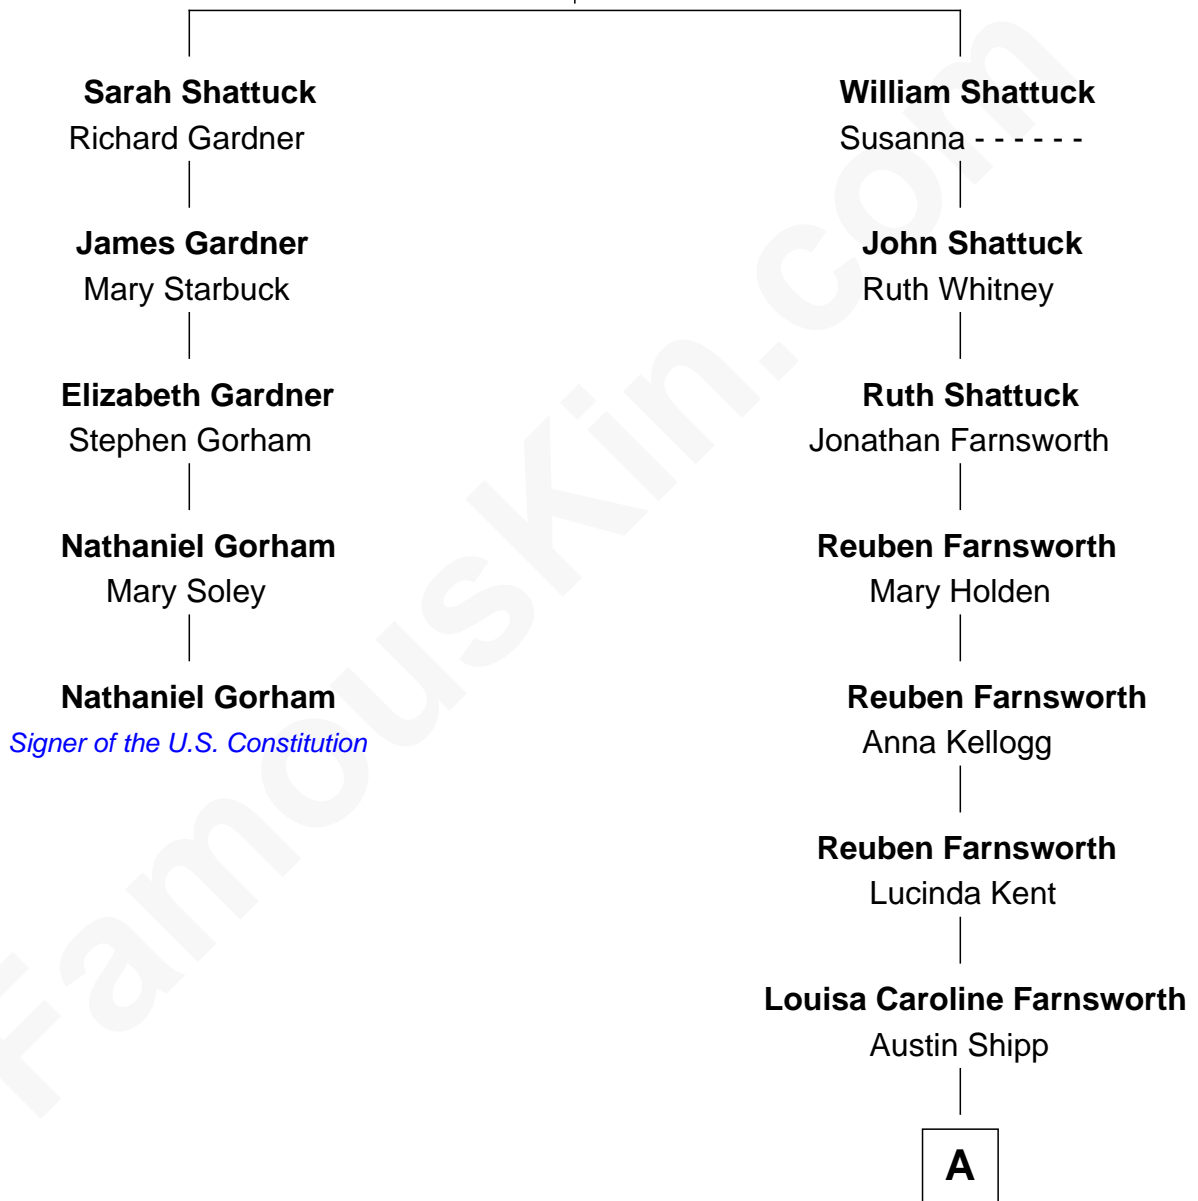 Sarah Shattuck
Richard Gardner
James Gardner
Mary Starbuck
Elizabeth Gardner
Stephen Gorham
Nathaniel Gorham
Mary Soley
Nathaniel Gorham
Signer of the U.S. Constitution
William Shattuck
Susanna - - - - - -
John Shattuck
Ruth Whitney
Ruth Shattuck
Jonathan Farnsworth
Reuben Farnsworth
Mary Holden
Reuben Farnsworth
Anna Kellogg
Reuben Farnsworth
Lucinda Kent
Louisa Caroline Farnsworth
Austin Shipp
A
FamousKin.com